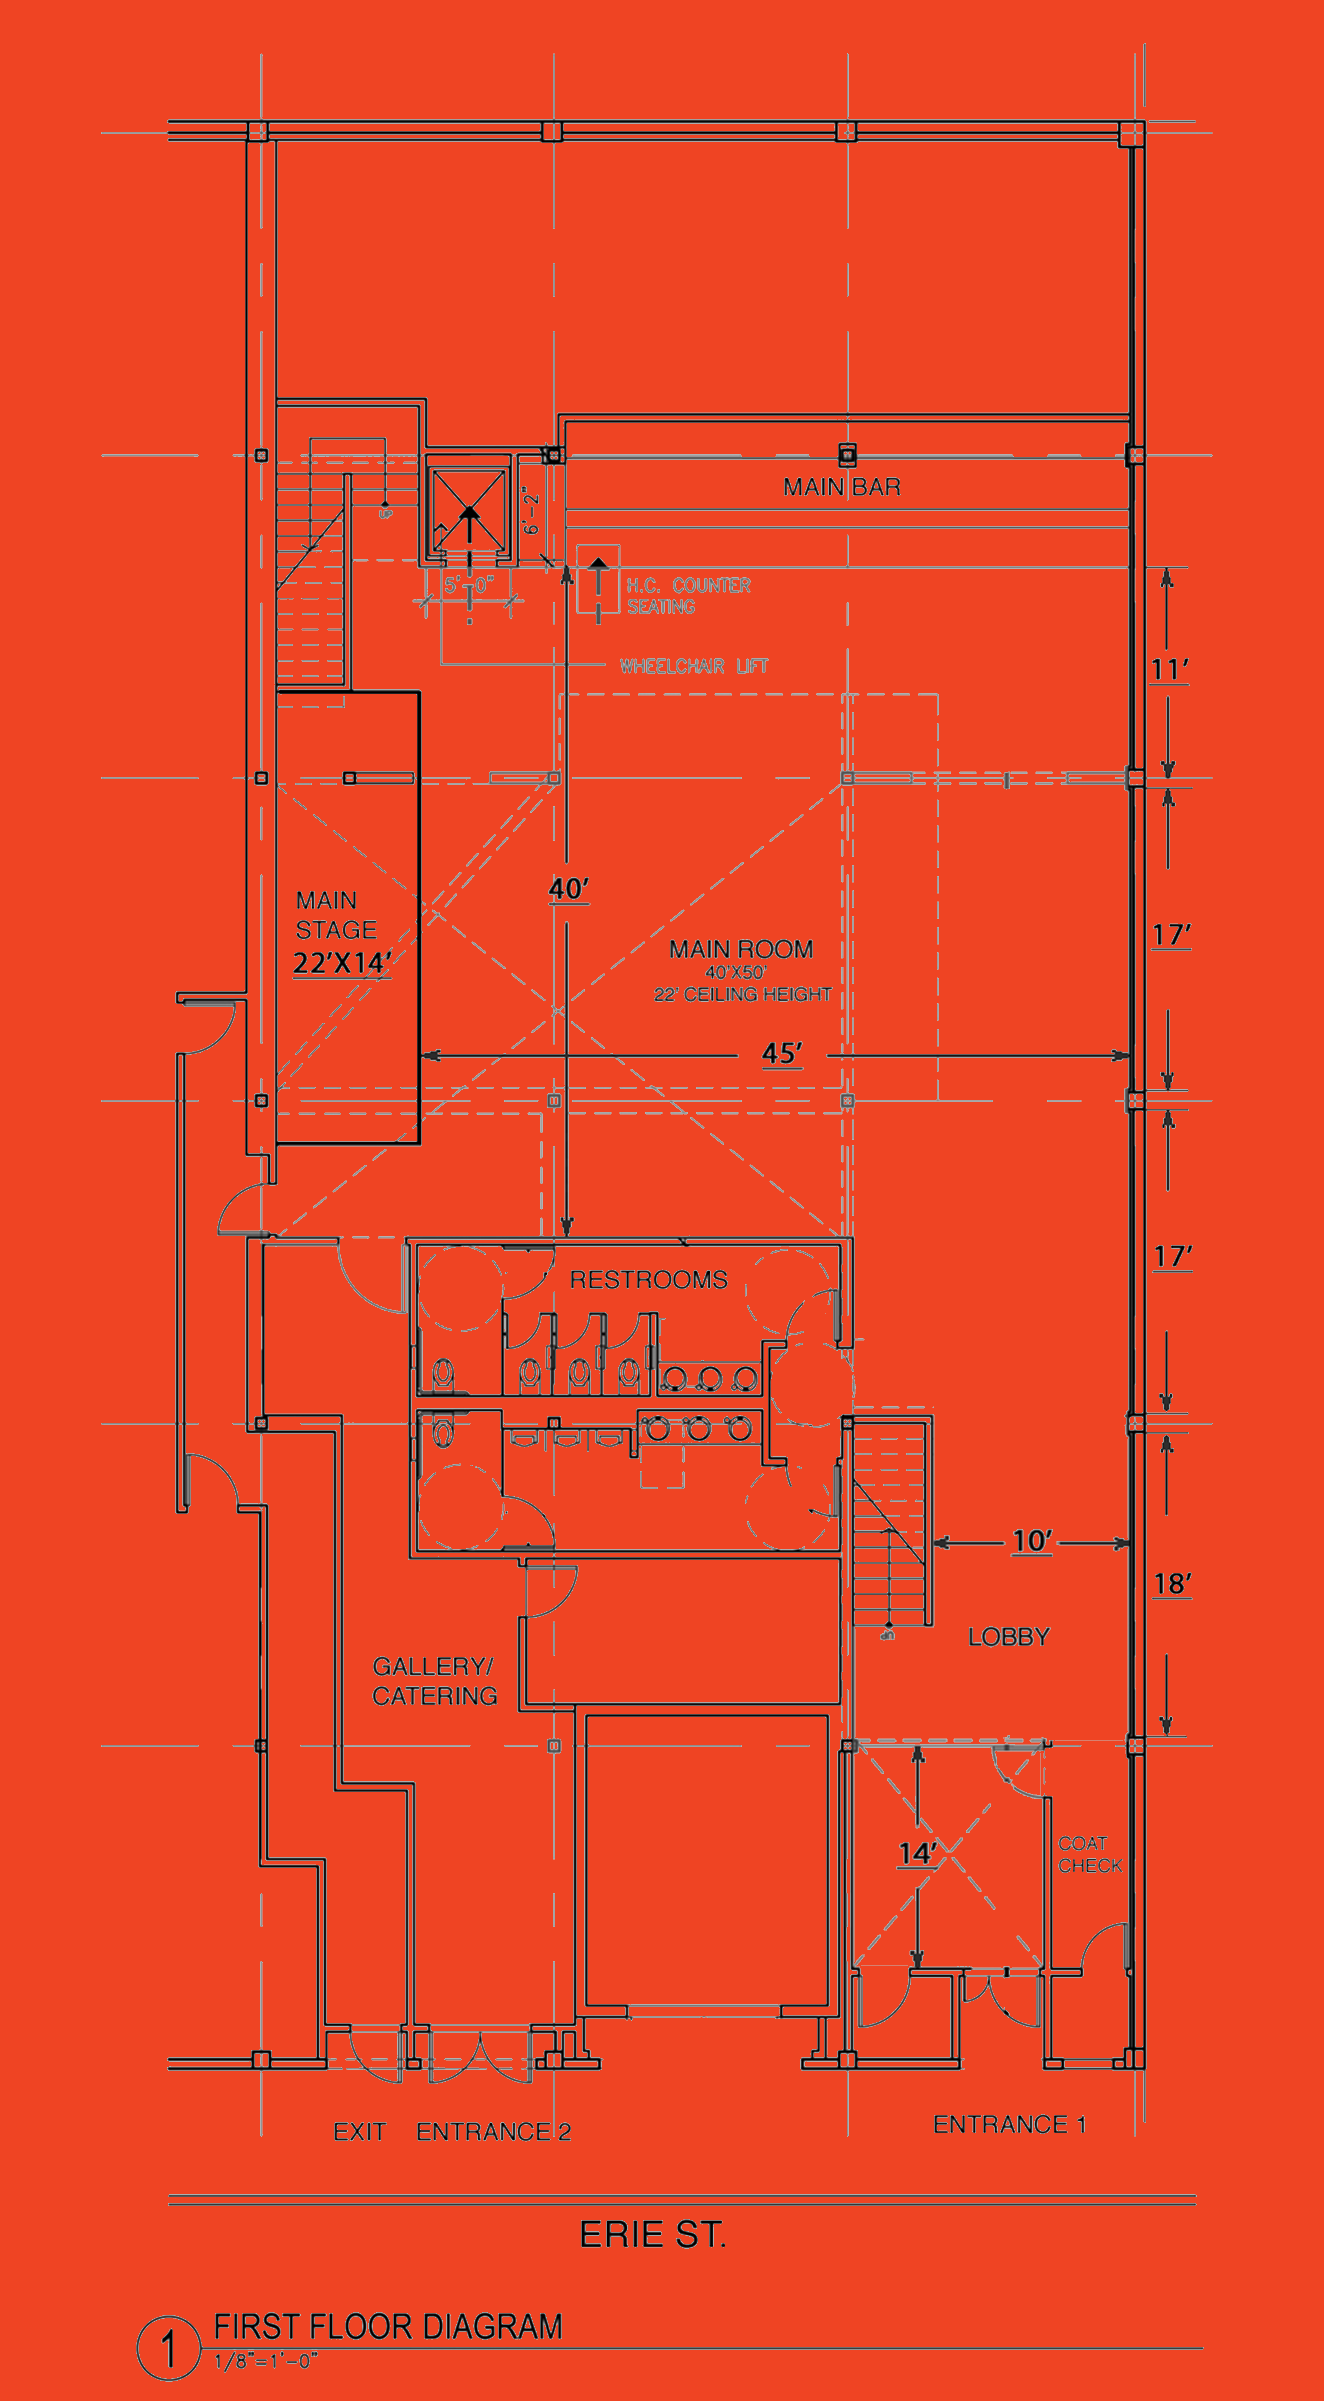 MAIN BAR
UP
6'-2"
5'-0"
H.C. COUNTER
SEATING
WHEELCHAIR LIFT
11'
40'
MAIN
STAGE
22'X14'
MAIN ROOM
40'X50'
22' CEILING HEIGHT
17'
45'
RESTROOMS
17'
10'
18'
LOBBY
GALLERY/
CATERING
14'
COAT
CHECK
EXIT
ENTRANCE 2
ENTRANCE 1
ERIE ST.
1
FIRST FLOOR DIAGRAM
1/8"=1'-0"